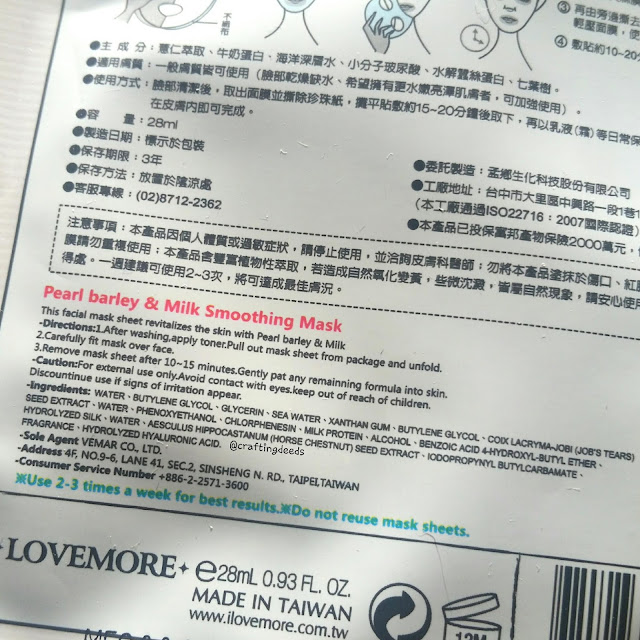 不織布
③ 再由旁邊撕去
輕壓面膜，使
④ 敷貼約10~20分
●主 成 分：薏仁萃取、牛奶蛋白、海洋深層水、小分子玻尿酸、水解蠶絲蛋白、七葉樹。
●適用膚質：一般膚質皆可使用（臉部乾燥缺水、希望擁有更水嫩亮澤肌膚者，可加強使用）。
●使用方式：臉部清潔後，取出面膜並撕除珍珠紙，攤平貼敷約15~20分鐘後取下，再以乳液（霜）等日常保
在皮膚內即可完成。
●容 量：28ml
●製造日期：標示於包裝
●保存期限：3年
●保存方法：放置於陰涼處
●客服專線：(02)8712-2362
●委託製造：孟鄉生化科技股份有限公司
●工廠地址：台中市大里區中興路一段1巷
（本工廠通過ISO22716：2007國際認證）
●本產品已投保富邦產物保險2000萬元，
注意事項：本產品因個人體質或過敏症狀，請停止使用，並洽詢皮膚科醫師；勿將本產品塗抹於傷口、紅腫
膜請勿重複使用；本產品含豐富植物性萃取，若造成自然氧化變黃，些微沉澱，皆屬自然現象，請安心使
得處。一週建議可使用2~3次，將可達成最佳膚況。
Pearl barley & Milk Smoothing Mask
This facial mask sheet revitalizes the skin with Pearl barley & Milk
-Directions:1.After washing,apply toner.Pull out mask sheet from package and unfold.
2.Carefully fit mask over face.
3.Remove mask sheet after 10~15 minutes.Gently pat any remainning formula into skin.
-Caution:For external use only.Avoid contact with eyes.keep out of reach of children.
Discountinue use if signs of irritation appear.
-Ingredients: WATER、BUTYLENE GLYCOL、GLYCERIN、SEA WATER、XANTHAN GUM、BUTYLENE GLYCOL、COIX LACRYMA-JOBI (JOB'S TEARS)
SEED EXTRACT、WATER、PHENOXYETHANOL、CHLORPHENESIN、MILK PROTEIN、ALCOHOL、BENZOIC ACID 4-HYDROXYL-BUTYL ETHER、
HYDROLYZED SILK、WATER、AESCULUS HIPPOCASTANUM (HORSE CHESTNUT) SEED EXTRACT、IODOPROPYNYL BUTYLCARBAMATE、
FRAGRANCE、HYDROLYZED HYALURONIC ACID. @craftingdeeds
-Sole Agent VEMAR CO., LTD.
-Address 4F, NO.9-6, LANE 41, SEC.2, SINSHENG N. RD., TAIPEI,TAIWAN
-Consumer Service Number +886-2-2571-3600
※Use 2-3 times a week for best results.※Do not reuse mask sheets.
LOVEMORE ℮28mL 0.93 FL. OZ.
MADE IN TAIWAN
www.ilovemore.com.tw
12M